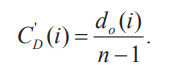 C'_D(i) = d_o(i) / (n − 1).